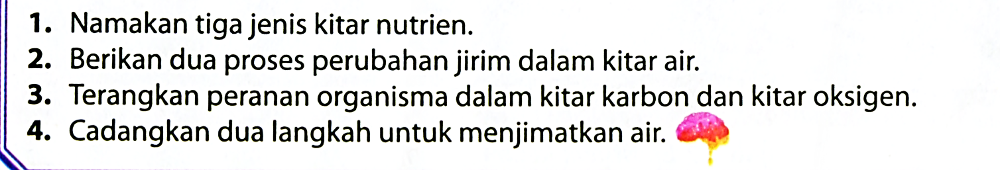 1. Namakan tiga jenis kitar nutrien.
2. Berikan dua proses perubahan jirim dalam kitar air.
3. Terangkan peranan organisma dalam kitar karbon dan kitar oksigen.
4. Cadangkan dua langkah untuk menjimatkan air.